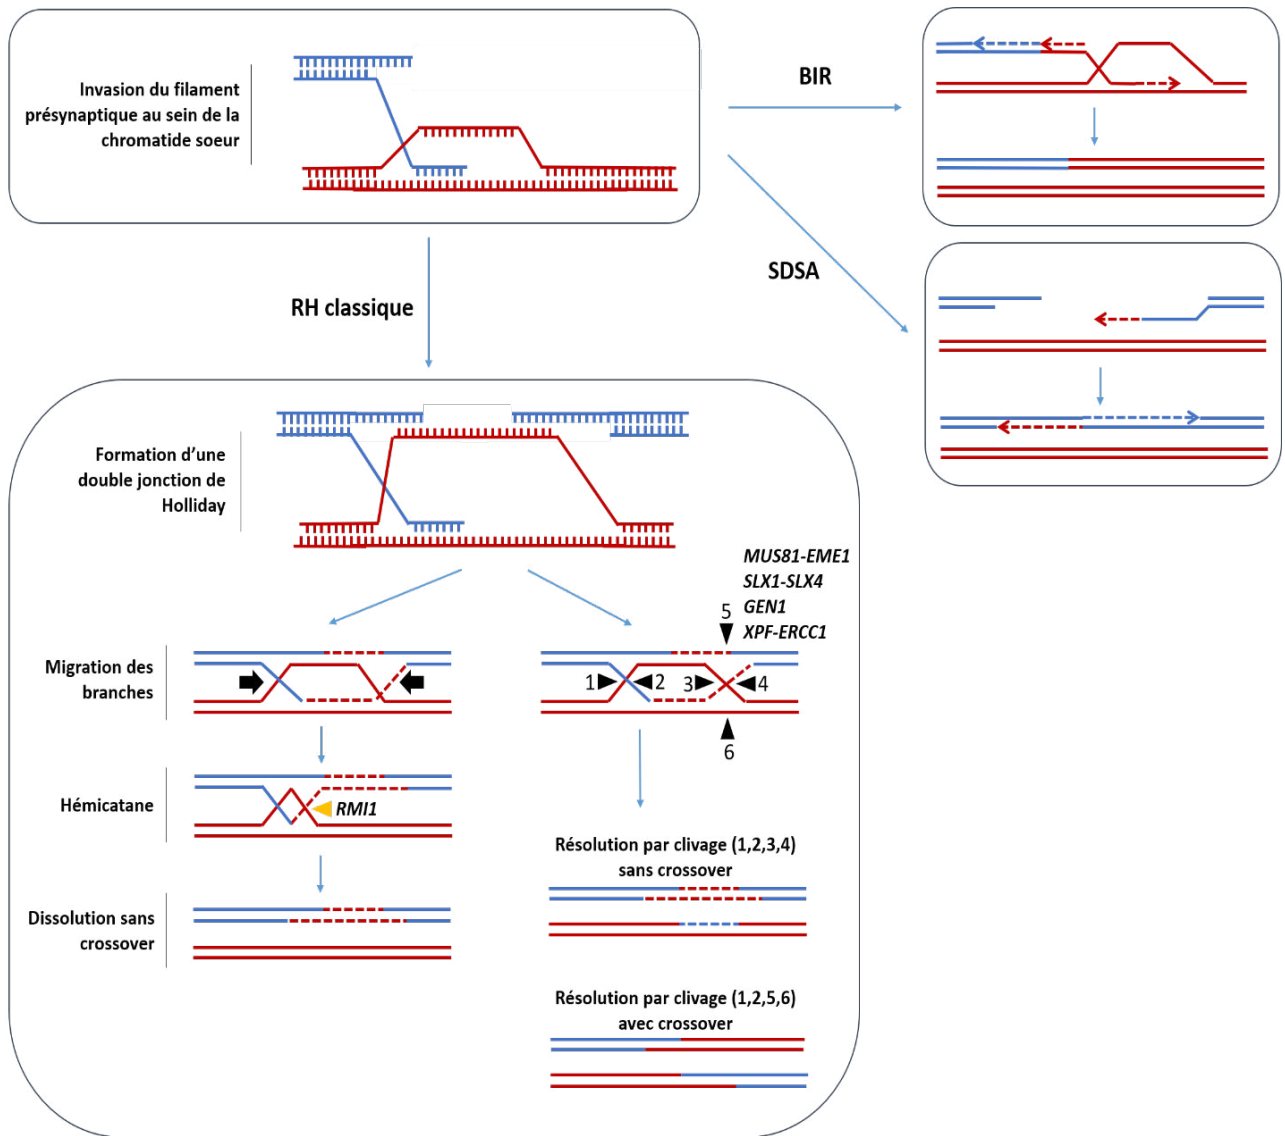 Invasion du filament
présynaptique au sein de la
chromatide soeur
BIR
SDSA
RH classique
Formation d'une
double jonction de
Holliday
MUS81-EME1
SLX1-SLX4
GEN1
XPF-ERCC1
5
Migration des
branches
1
2
3
4
6
Hémicatane
RMI1
Résolution par clivage (1,2,3,4)
sans crossover
Dissolution sans
crossover
Résolution par clivage (1,2,5,6)
avec crossover